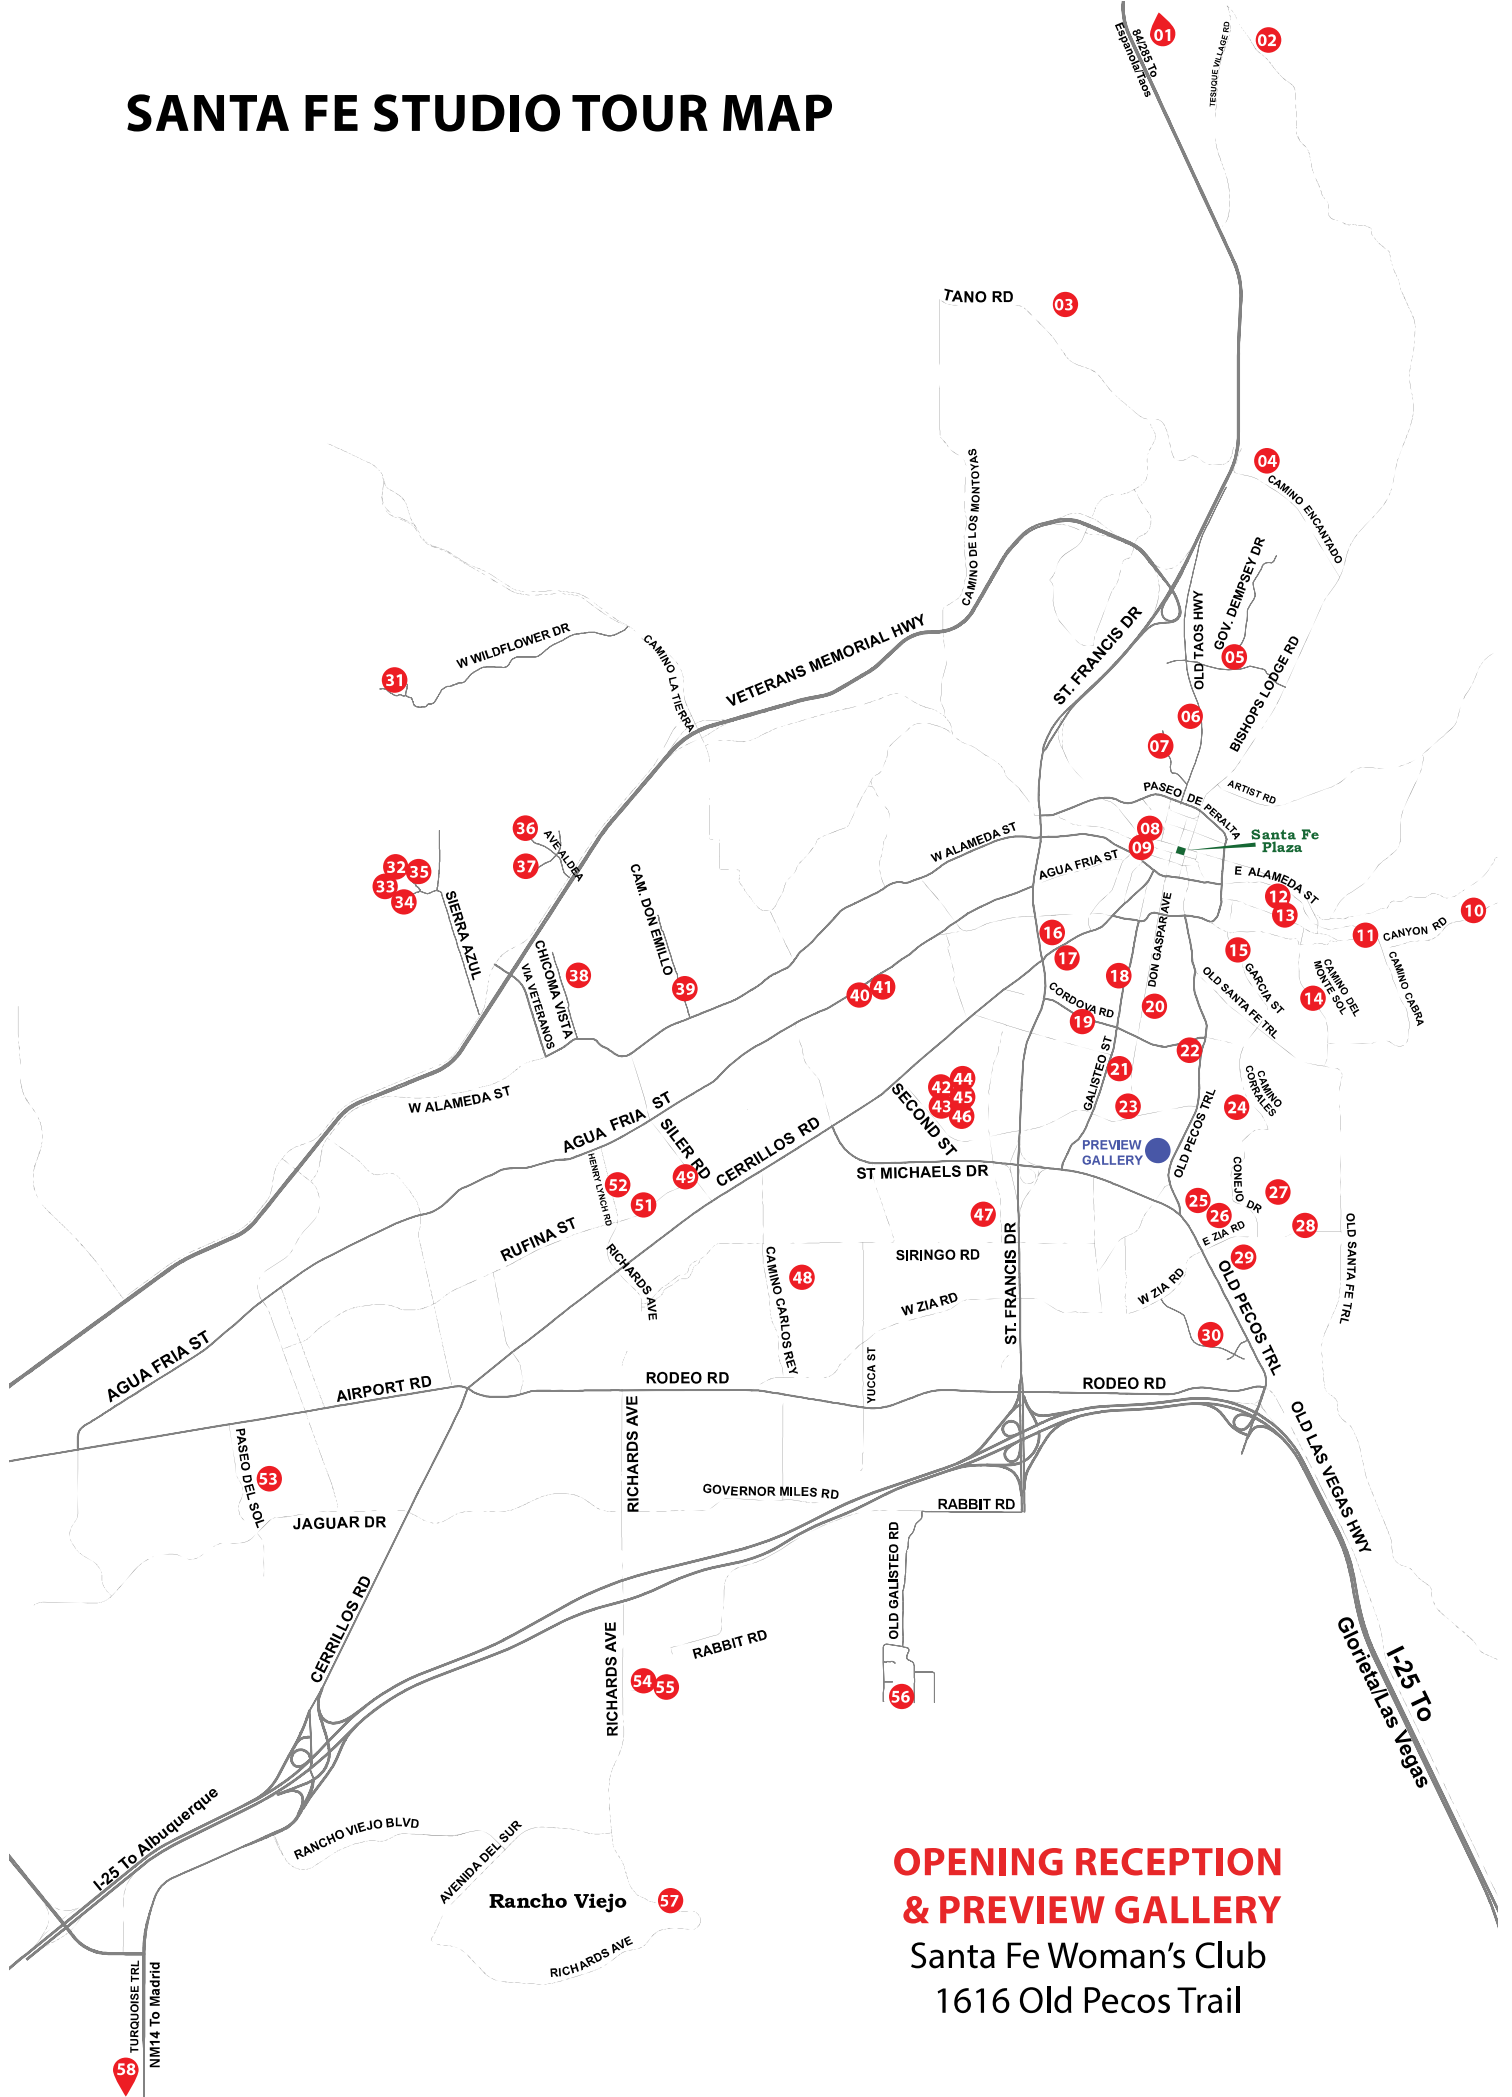 SANTA FE STUDIO TOUR MAP
84/285 To
Espanola/Taos
01
TESUQUE VILLAGE RD
02
TANO RD
03
04
CAMINO ENCANTADO
CAMINO DE LOS MONTOYAS
GOV. DEMPSEY DR
OLD TAOS HWY
05
BISHOPS LODGE RD
ST. FRANCIS DR
VETERANS MEMORIAL HWY
W WILDFLOWER DR
CAMINO LA TIERRA
31
06
07
PASEO DE PERALTA
ARTIST RD
36
AVE ALDEA
37
32
35
33
34
SIERRA AZUL
CAM. DON EMILLO
W ALAMEDA ST
AGUA FRIA ST
08
09
Santa Fe
Plaza
E ALAMEDA ST
12
13
10
11
CANYON RD
CAMINO CABRA
CAMINO DEL
MONTE SOL
14
15
GARCIA ST
OLD SANTA FE TRL
DON GASPAR AVE
16
17
18
20
CORDOVA RD
19
CHICOMA VISTA
VIA VETERANOS
38
39
40
41
22
21
GALISTEO ST
23
24
CAMINO
CORRALES
42
44
43
45
46
SECOND ST
W ALAMEDA ST
AGUA FRIA ST
SILER RD
CERRILLOS RD
ST MICHAELS DR
PREVIEW
GALLERY
OLD PECOS TRL
CONEJO DR
25
26
27
28
E ZIA RD
29
OLD SANTA FE TRL
HENRY LYNCH RD
52
49
51
RUFINA ST
RICHARDS AVE
47
SIRINGO RD
48
CAMINO CARLOS REY
W ZIA RD
ST. FRANCIS DR
W ZIA RD
OLD PECOS TRL
30
AGUA FRIA ST
AIRPORT RD
RODEO RD
YUCCA ST
RODEO RD
RICHARDS AVE
PASEO DEL SOL
53
JAGUAR DR
GOVERNOR MILES RD
RABBIT RD
OLD LAS VEGAS HWY
OLD GALISTEO RD
CERRILLOS RD
RICHARDS AVE
RABBIT RD
54
55
56
I-25 To
Glorieta/Las Vegas
I-25 To Albuquerque
RANCHO VIEJO BLVD
AVENIDA DEL SUR
Rancho Viejo
57
RICHARDS AVE
TURQUOISE TRL
NM14 To Madrid
58
OPENING RECEPTION
& PREVIEW GALLERY
Santa Fe Woman's Club
1616 Old Pecos Trail